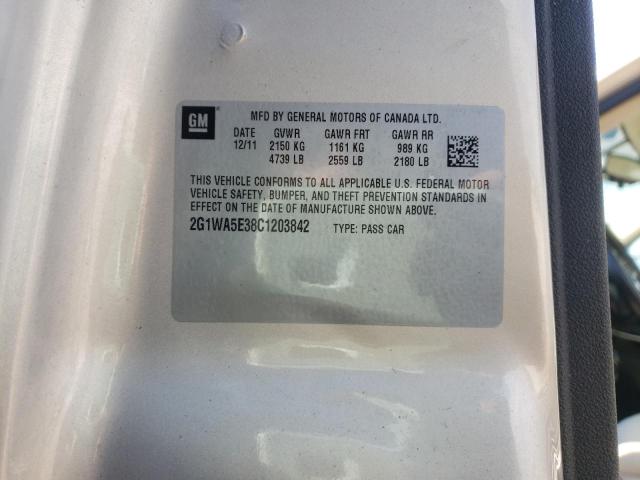 GM
MFD BY GENERAL MOTORS OF CANADA LTD.
DATE GVWR GAWR FRT GAWR RR
12/11 2150 KG 1161 KG 989 KG
4739 LB 2559 LB 2180 LB
THIS VEHICLE CONFORMS TO ALL APPLICABLE U.S. FEDERAL MOTOR
VEHICLE SAFETY, BUMPER, AND THEFT PREVENTION STANDARDS IN
EFFECT ON THE DATE OF MANUFACTURE SHOWN ABOVE.
2G1WA5E38C1203842 TYPE: PASS CAR